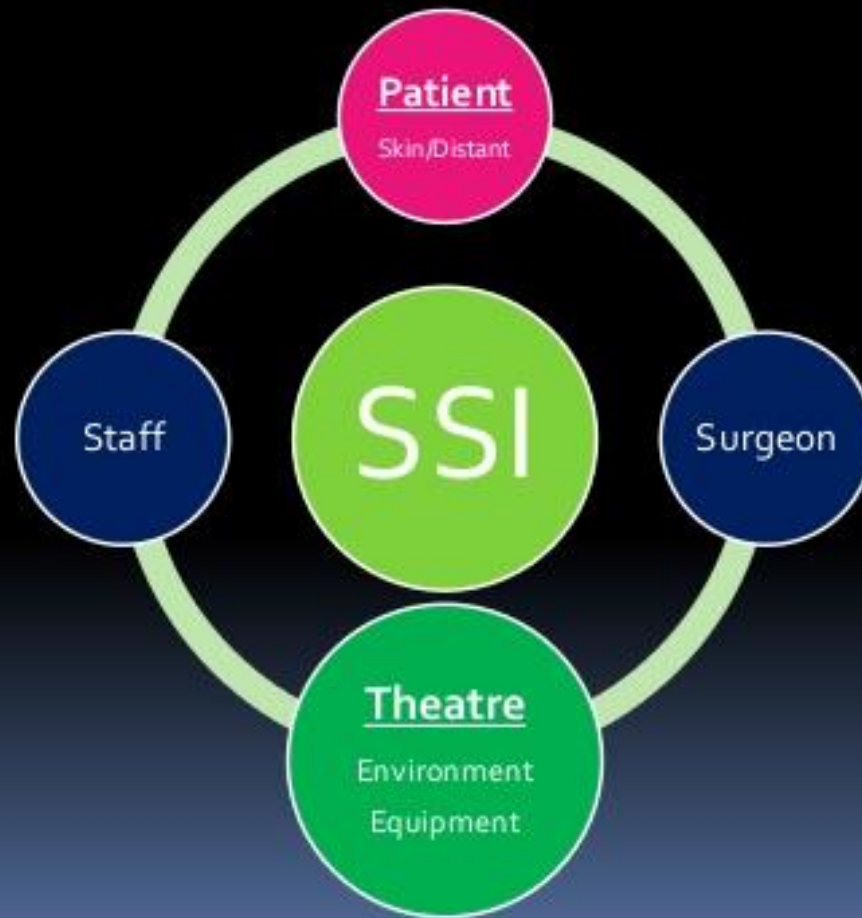 Patient
Skin/Distant
Staff
SSI
Surgeon
Theatre
Environment
Equipment